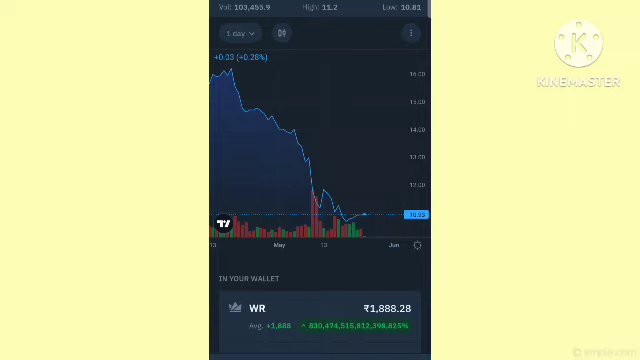 Vol: 103,455.9 High: 11.2 Low: 10.81
1 day
+0.03 (+0.28%)
16.00
15.00
14.00
13.00
12.00
10.93
13 May 13 Jun
IN YOUR WALLET
WR ₹1,888.28
Avg. +1,888 830,474,515,812,398,825%
K
KINEMASTER